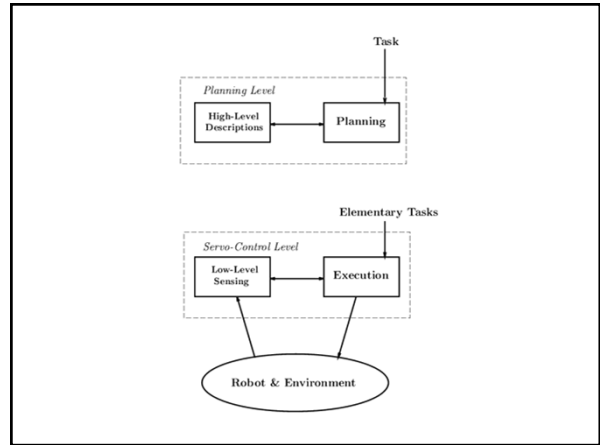 Task
Planning Level
High-Level
Descriptions
Planning
Elementary Tasks
Servo-Control Level
Low-Level
Sensing
Execution
Robot & Environment